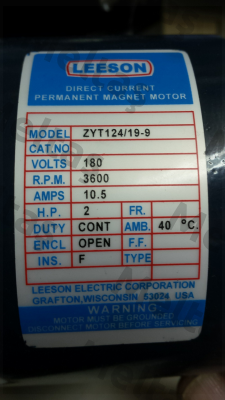 LEESON
DIRECT CURRENT
PERMANENT MAGNET MOTOR
MODEL ZYT124/19-9
CAT.NO
VOLTS 180
R.P.M. 3600
AMPS 10.5
H.P. 2 FR.
DUTY CONT AMB. 40 °C.
ENCL OPEN F.F.
INS. F TYPE
LEESON ELECTRIC CORPORATION
GRAFTON,WISCONSIN 53024 USA
WARNING:
MOTOR MUST BE GROUNDED
DISCONNECT MOTOR BEFORE SERVICING